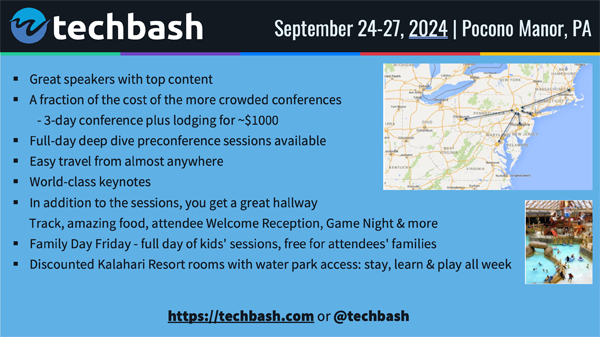 techbash
September 24-27, 2024 | Pocono Manor, PA
▪ Great speakers with top content
▪ A fraction of the cost of the more crowded conferences
- 3-day conference plus lodging for ~$1000
▪ Full-day deep dive preconference sessions available
▪ Easy travel from almost anywhere
▪ World-class keynotes
▪ In addition to the sessions, you get a great hallway
Track, amazing food, attendee Welcome Reception, Game Night & more
▪ Family Day Friday - full day of kids' sessions, free for attendees' families
▪ Discounted Kalahari Resort rooms with water park access: stay, learn & play all week
https://techbash.com or @techbash